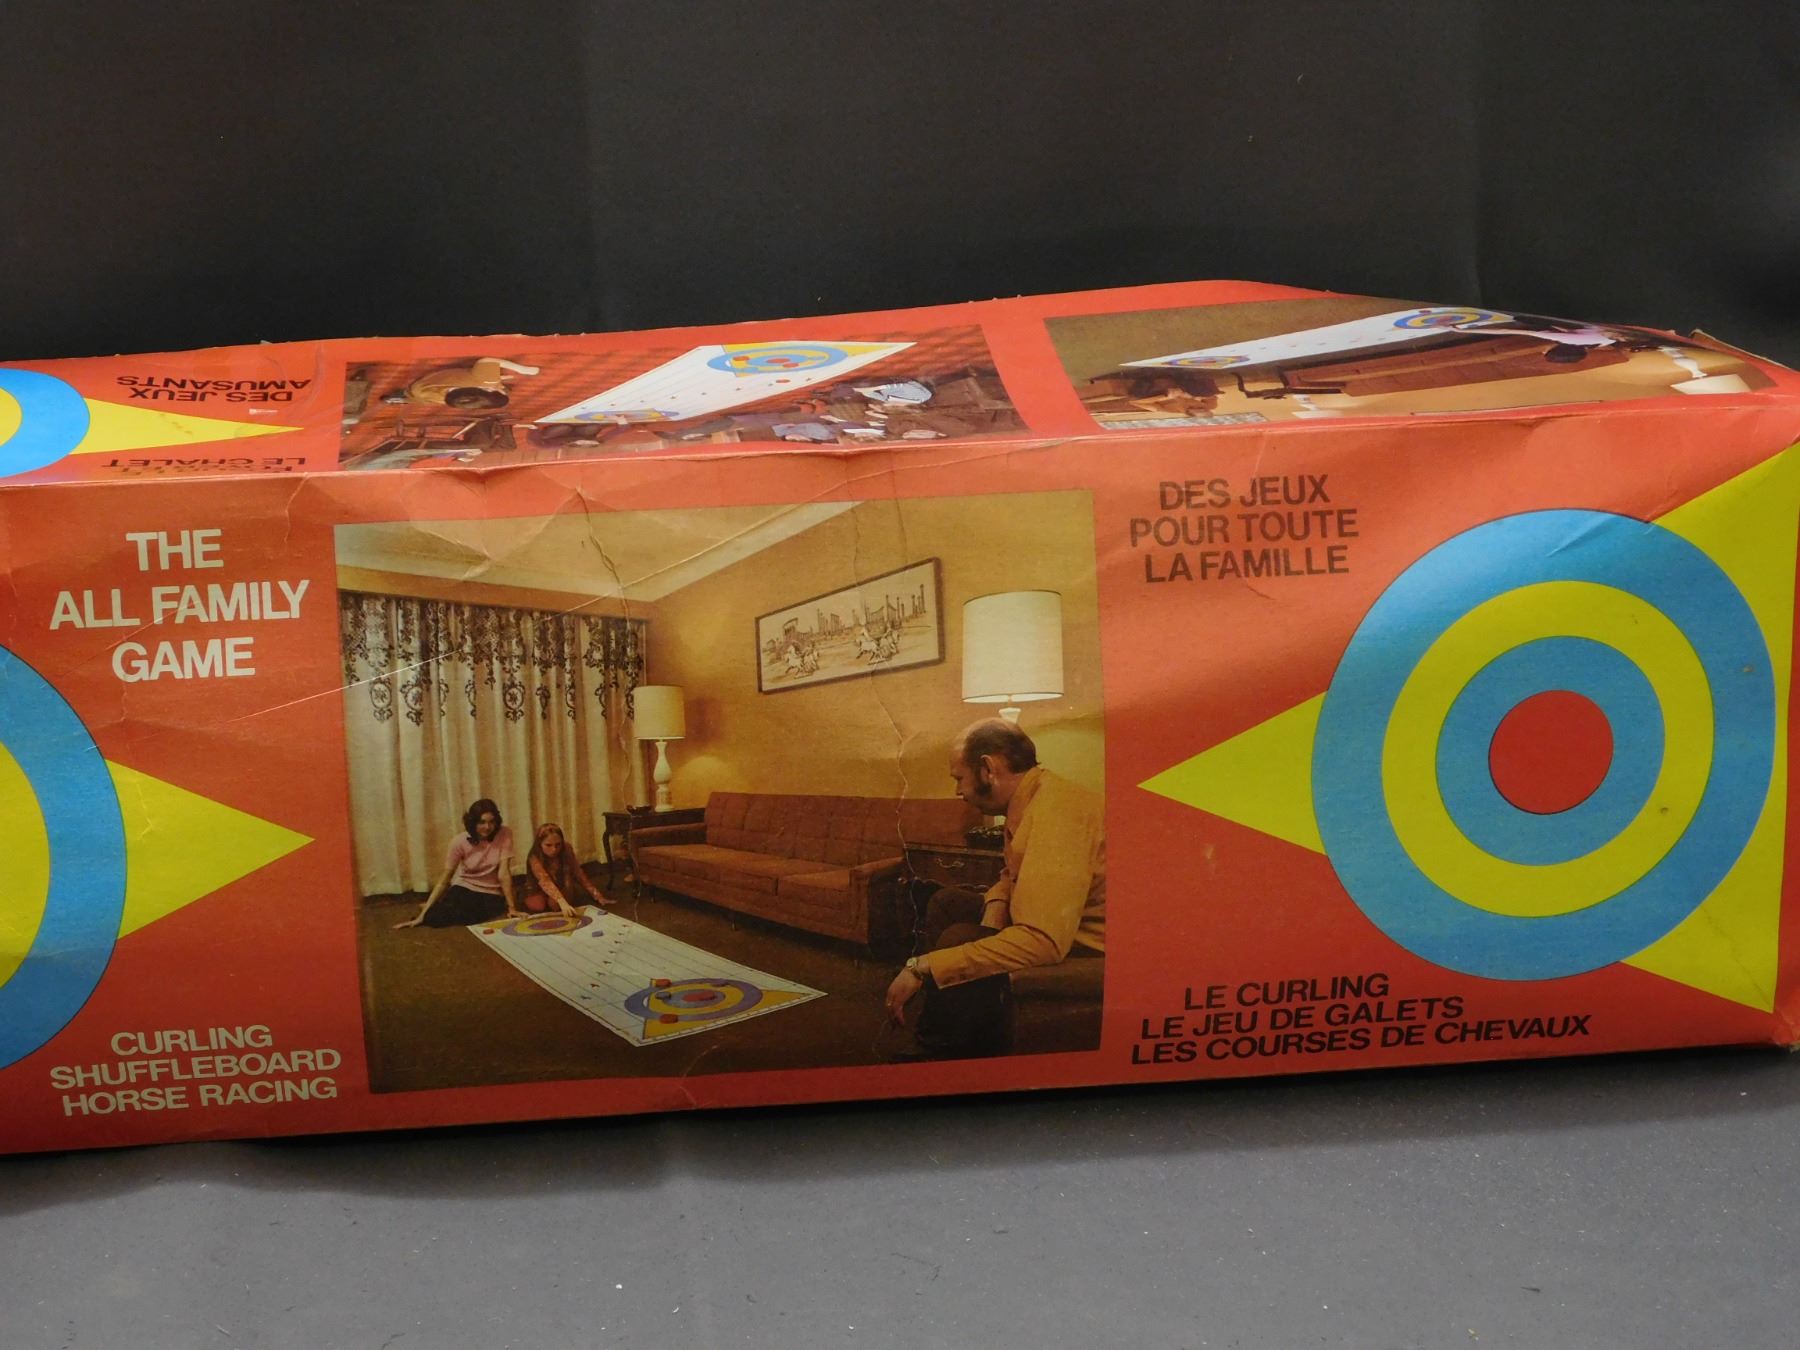 DES JEUX
AMUSANTS
LE CHALET
THE
ALL FAMILY
GAME
DES JEUX
POUR TOUTE
LA FAMILLE
CURLING
SHUFFLEBOARD
HORSE RACING
LE CURLING
LE JEU DE GALETS
LES COURSES DE CHEVAUX